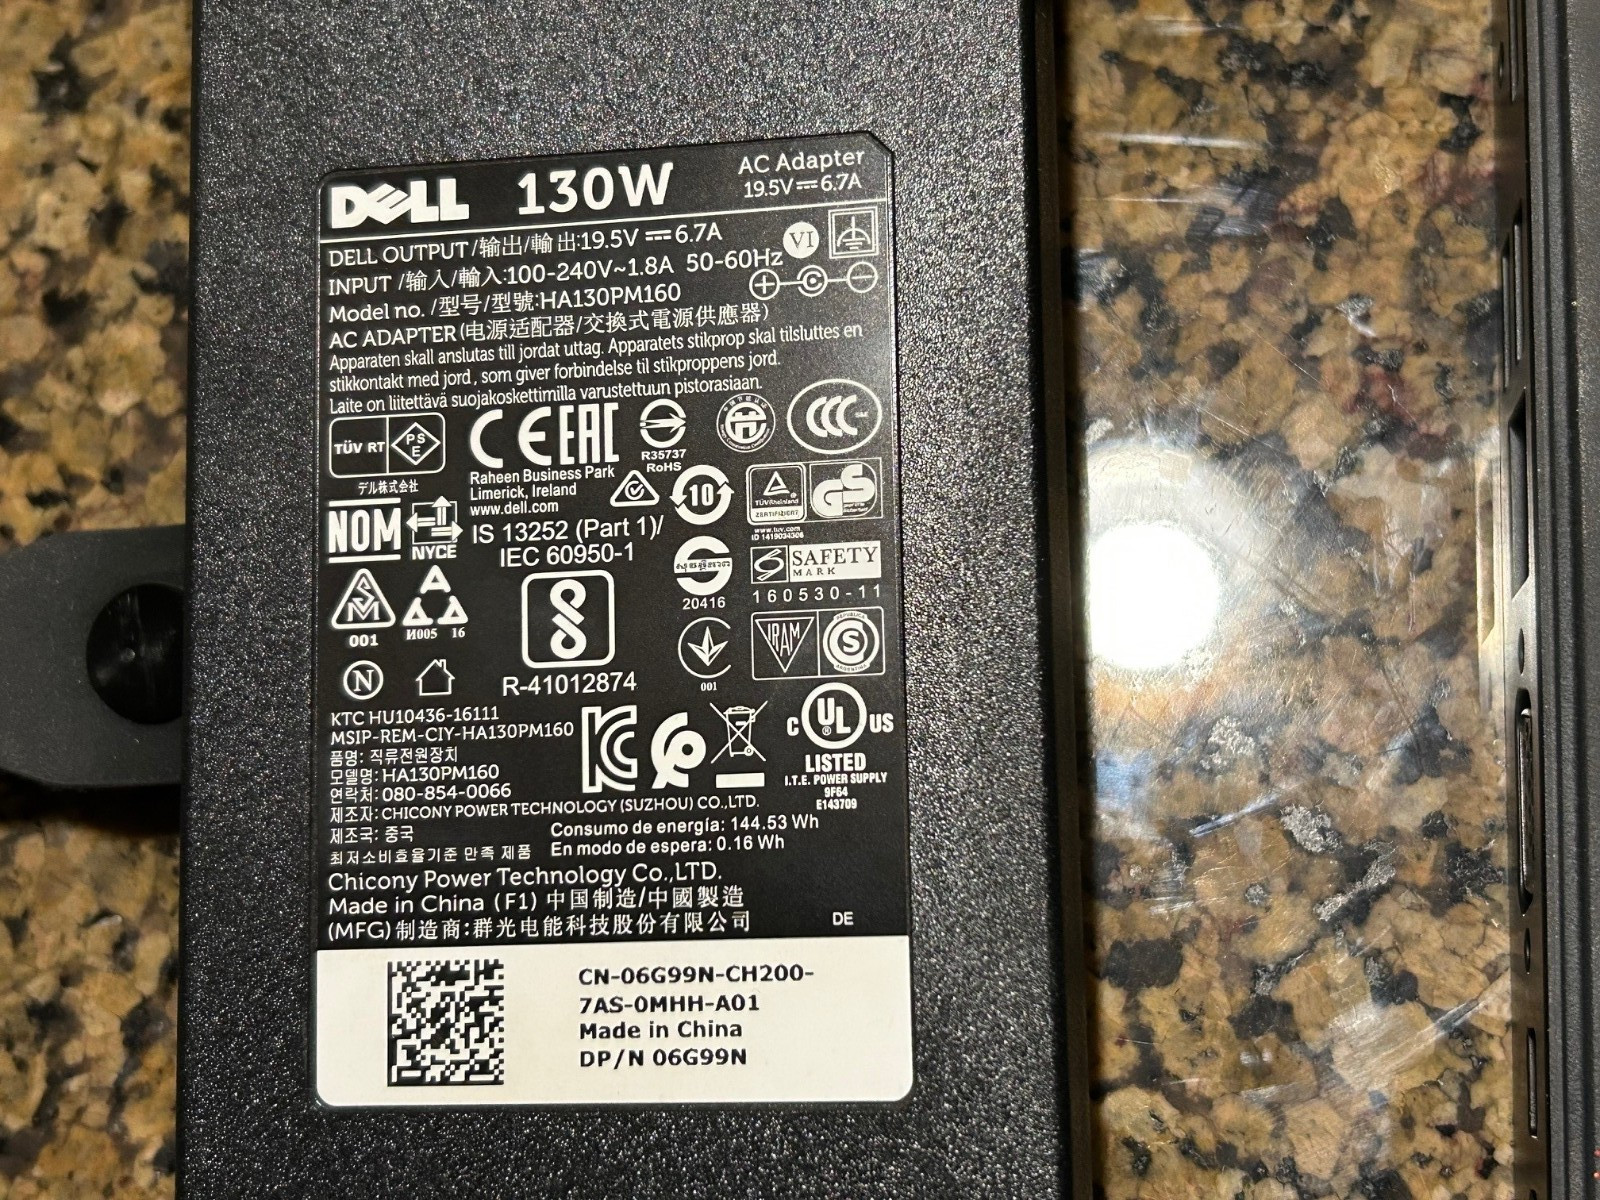 DELL 130W AC Adapter
19.5V⎓6.7A
DELL OUTPUT/输出/輸出:19.5V⎓6.7A
VI
INPUT/输入/輸入:100-240V~1.8A 50-60Hz
Model no./型号/型號:HA130PM160
AC ADAPTER(电源适配器/交換式電源供應器)
Apparaten skall anslutas till jordat uttag. Apparatets stikprop skal tilsluttes en
stikkontakt med jord, som giver forbindelse til stikproppens jord.
Laite on liitettävä suojakoskettimilla varustettuun pistorasiaan.
TÜV RT
PS
E
デル株式会社
CE EAC
R35737
RoHS
CCC
Raheen Business Park
Limerick, Ireland
www.dell.com
10
TÜVRheinland
ZERTIFIZIERT
GS
www.tuv.com
ID 1419034306
NOM
NYCE
IS 13252 (Part 1)/
IEC 60950-1
SAFETY
MARK
160530-11
20416
001
И005 16
IRAM
S
ARGENTINA
N
R-41012874
001
KTC HU10436-16111
MSIP-REM-CIY-HA130PM160
품명: 직류전원장치
모델명: HA130PM160
연락처: 080-854-0066
제조자: CHICONY POWER TECHNOLOGY (SUZHOU) CO.,LTD.
제조국: 중국
최저소비효율기준 만족 제품
c UL US
LISTED
I.T.E. POWER SUPPLY
9F64
E143709
Consumo de energía: 144.53 Wh
En modo de espera: 0.16 Wh
Chicony Power Technology Co.,LTD.
Made in China (F1) 中国制造/中國製造
(MFG)制造商:群光电能科技股份有限公司
DE
CN-06G99N-CH200-
7AS-0MHH-A01
Made in China
DP/N 06G99N